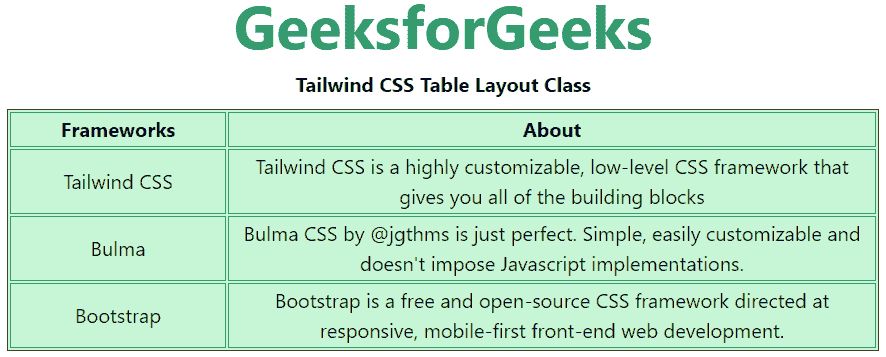 GeeksforGeeks
Tailwind CSS Table Layout Class
Frameworks About
Tailwind CSS Tailwind CSS is a highly customizable, low-level CSS framework that
gives you all of the building blocks
Bulma Bulma CSS by @jgthms is just perfect. Simple, easily customizable and
doesn't impose Javascript implementations.
Bootstrap Bootstrap is a free and open-source CSS framework directed at
responsive, mobile-first front-end web development.